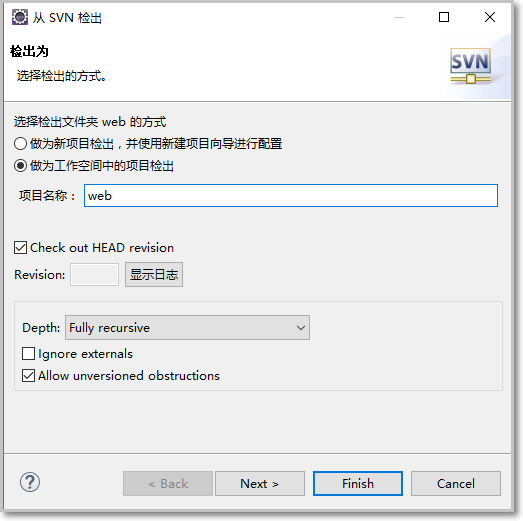 从 SVN 检出
检出为
选择检出的方式。
SVN
选择检出文件夹 web 的方式
做为新项目检出，并使用新建项目向导进行配置
做为工作空间中的项目检出
项目名称： web
Check out HEAD revision
Revision: 显示日志
Depth: Fully recursive
Ignore externals
Allow unversioned obstructions
? < Back Next > Finish Cancel